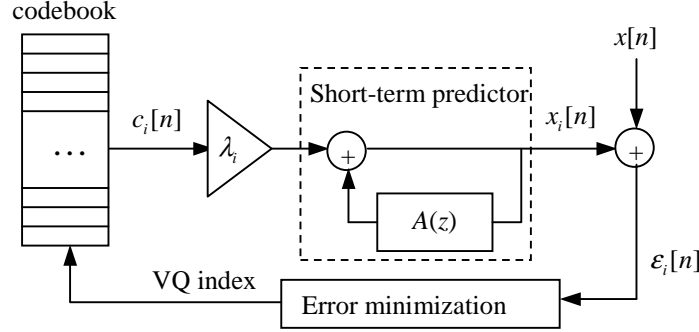 codebook
x[n]
Short-term predictor
c_i[n]
x_i[n]
λ_i
+
+
...
A(z)
ε_i[n]
VQ index
Error minimization